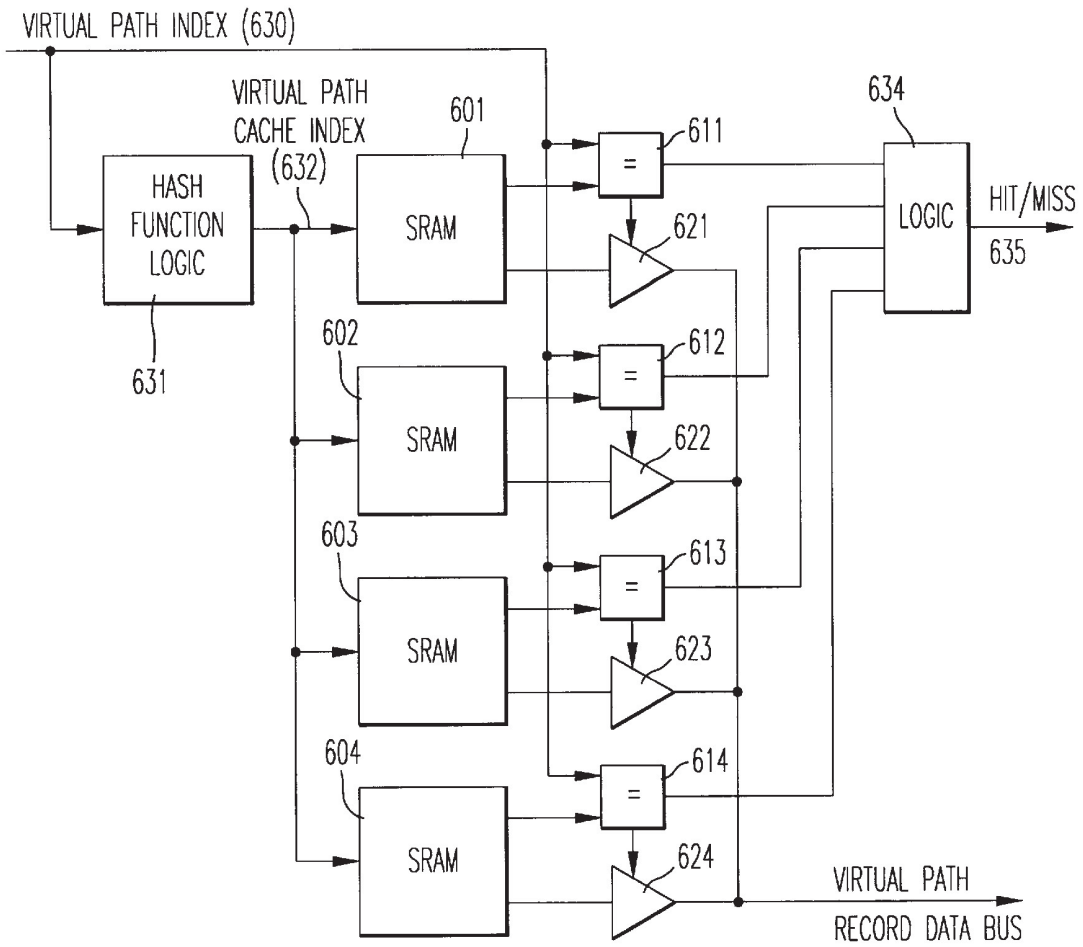 VIRTUAL PATH INDEX (630)
VIRTUAL PATH
CACHE INDEX
(632)
601
611
634
HASH
FUNCTION
LOGIC
SRAM
=
621
LOGIC
HIT/MISS
635
631
602
612
SRAM
=
622
603
613
SRAM
=
623
604
614
SRAM
=
624
VIRTUAL PATH
RECORD DATA BUS